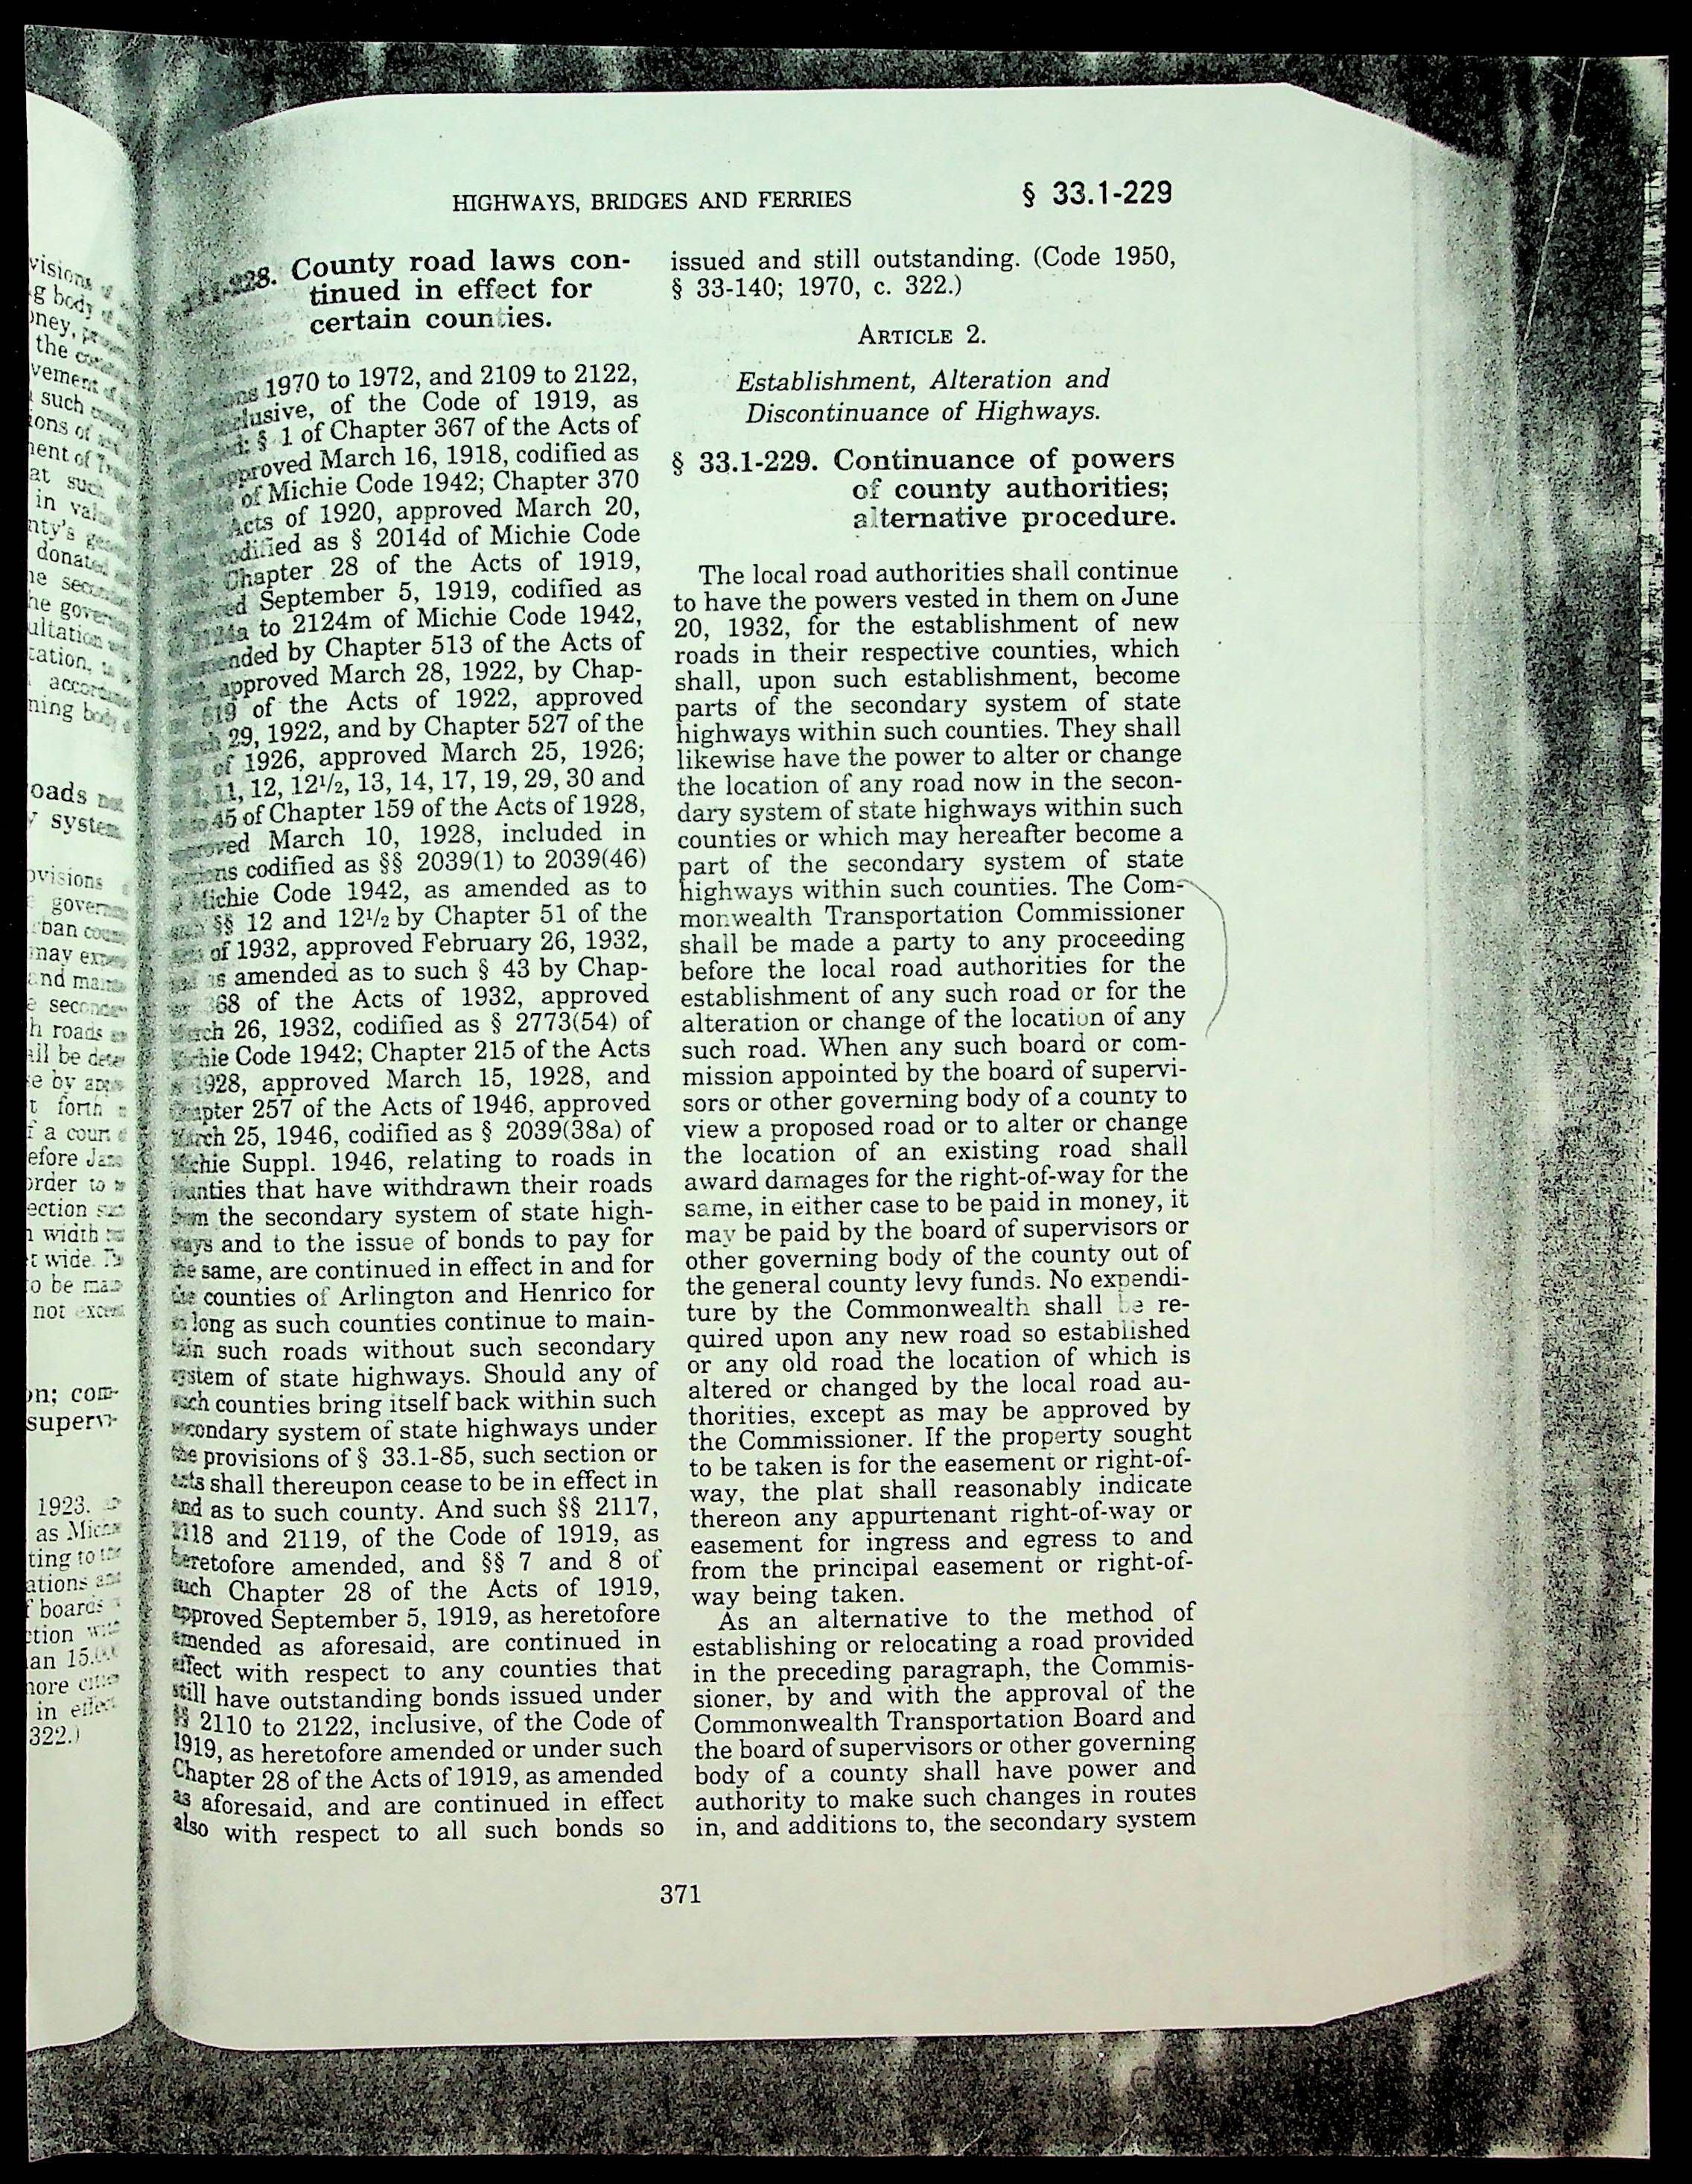 HIGHWAYS, BRIDGES AND FERRIES
§ 33.1-229
County road laws con-
tinued in effect for
certain counties.
1970 to 1972, and 2109 to 2122,
of the Code of 1919, as
§ 1 of Chapter 367 of the Acts of
March 16, 1918, codified as
of Michie Code 1942; Chapter 370
Acts of 1920, approved March 20,
as § 2014d of Michie Code
Chapter 28 of the Acts of 1919,
September 5, 1919, codified as
to 2124m of Michie Code 1942,
by Chapter 513 of the Acts of
approved March 28, 1922, by Chap-
519 of the Acts of 1922, approved
29, 1922, and by Chapter 527 of the
of 1926, approved March 25, 1926;
11, 12, 12½, 13, 14, 17, 19, 29, 30 and
45 of Chapter 159 of the Acts of 1928,
March 10, 1928, included in
codified as §§ 2039(1) to 2039(46)
Michie Code 1942, as amended as to
§§ 12 and 12½ by Chapter 51 of the
of 1932, approved February 26, 1932,
as amended as to such § 43 by Chap-
368 of the Acts of 1932, approved
26, 1932, codified as § 2773(54) of
Code 1942; Chapter 215 of the Acts
1928, approved March 15, 1928, and
257 of the Acts of 1946, approved
25, 1946, codified as § 2039(38a) of
Suppl. 1946, relating to roads in
that have withdrawn their roads
the secondary system of state high-
ways and to the issue of bonds to pay for
the same, are continued in effect in and for
the counties of Arlington and Henrico for
long as such counties continue to main-
tain such roads without such secondary
system of state highways. Should any of
such counties bring itself back within such
secondary system of state highways under
the provisions of § 33.1-85, such section or
acts shall thereupon cease to be in effect in
and as to such county. And such §§ 2117,
2118 and 2119, of the Code of 1919, as
heretofore amended, and §§ 7 and 8 of
such Chapter 28 of the Acts of 1919,
approved September 5, 1919, as heretofore
amended as aforesaid, are continued in
effect with respect to any counties that
still have outstanding bonds issued under
§§ 2110 to 2122, inclusive, of the Code of
1919, as heretofore amended or under such
Chapter 28 of the Acts of 1919, as amended
as aforesaid, and are continued in effect
also with respect to all such bonds so
issued and still outstanding. (Code 1950,
§ 33-140; 1970, c. 322.)
ARTICLE 2.
Establishment, Alteration and
Discontinuance of Highways.
§ 33.1-229. Continuance of powers
of county authorities;
alternative procedure.
The local road authorities shall continue
to have the powers vested in them on June
20, 1932, for the establishment of new
roads in their respective counties, which
shall, upon such establishment, become
parts of the secondary system of state
highways within such counties. They shall
likewise have the power to alter or change
the location of any road now in the secon-
dary system of state highways within such
counties or which may hereafter become a
part of the secondary system of state
highways within such counties. The Com-
monwealth Transportation Commissioner
shall be made a party to any proceeding
before the local road authorities for the
establishment of any such road or for the
alteration or change of the location of any
such road. When any such board or com-
mission appointed by the board of supervi-
sors or other governing body of a county to
view a proposed road or to alter or change
the location of an existing road shall
award damages for the right-of-way for the
same, in either case to be paid in money, it
may be paid by the board of supervisors or
other governing body of the county out of
the general county levy funds. No expendi-
ture by the Commonwealth shall be re-
quired upon any new road so established
or any old road the location of which is
altered or changed by the local road au-
thorities, except as may be approved by
the Commissioner. If the property sought
to be taken is for the easement or right-of-
way, the plat shall reasonably indicate
thereon any appurtenant right-of-way or
easement for ingress and egress to and
from the principal easement or right-of-
way being taken.
As an alternative to the method of
establishing or relocating a road provided
in the preceding paragraph, the Commis-
sioner, by and with the approval of the
Commonwealth Transportation Board and
the board of supervisors or other governing
body of a county shall have power and
authority to make such changes in routes
in, and additions to, the secondary system
371